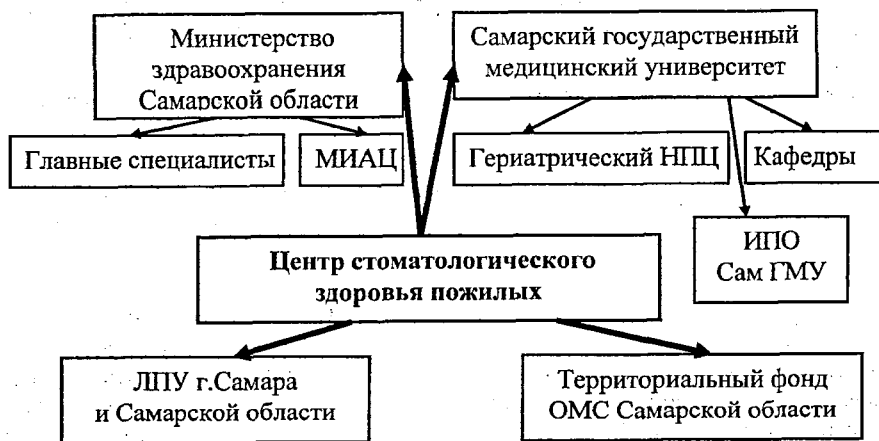 Министерство
здравоохранения
Самарской области
Самарский государственный
медицинский университет
Главные специалисты
МИАЦ
Гериатрический НПЦ
Кафедры
ИПО
Сам ГМУ
Центр стоматологического
здоровья пожилых
ЛПУ г.Самара
и Самарской области
Территориальный фонд
ОМС Самарской области